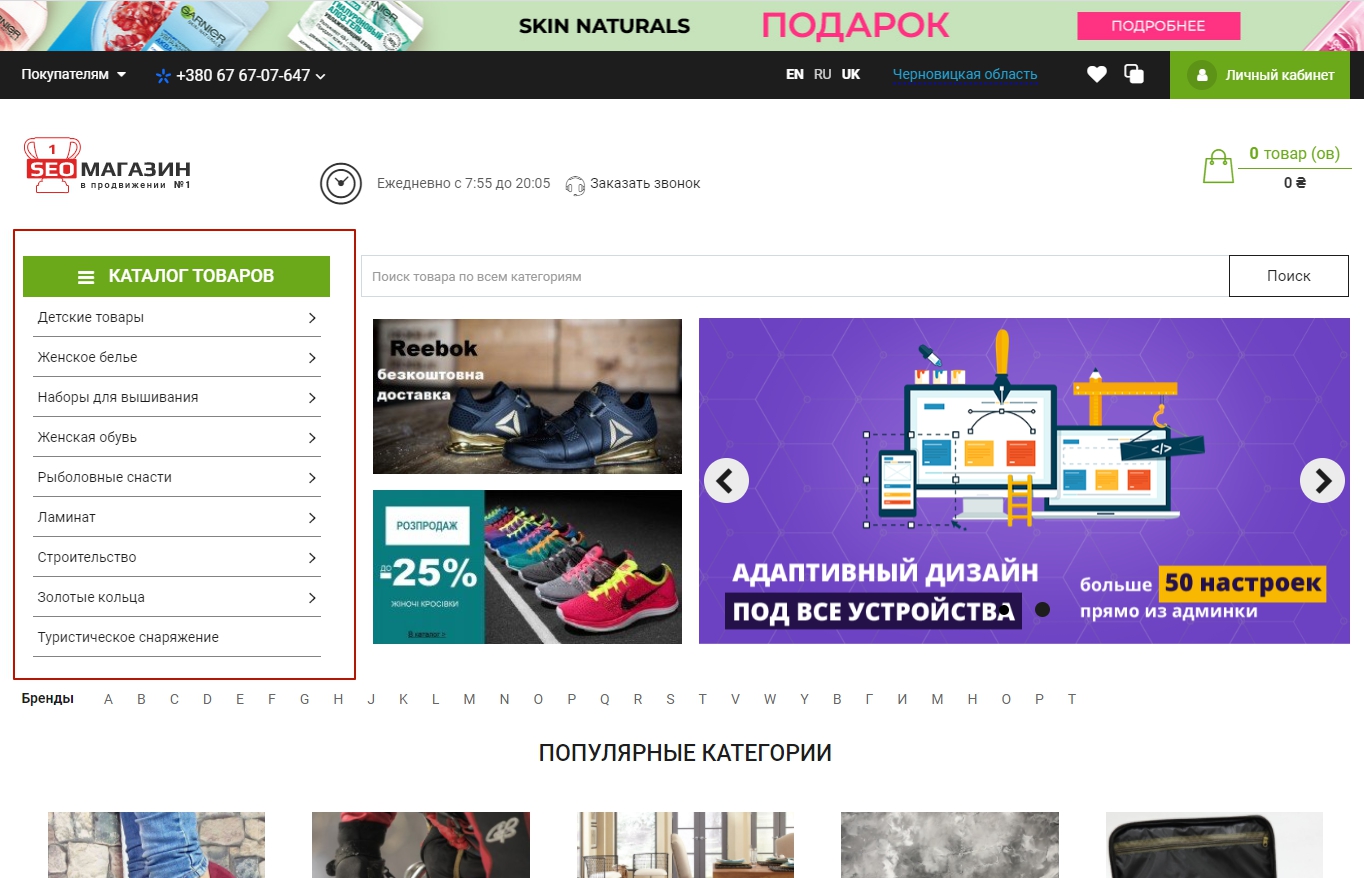 GARNIER
SKIN NATURALS
ПОДАРОК
ПОДРОБНЕЕ
Покупателям
+380 67 67-07-647
EN RU UK
Черновицкая область
Личный кабинет
1
SEO МАГАЗИН
в продвижении №1
Ежедневно с 7:55 до 20:05
Заказать звонок
0 товар (ов)
0 ₴
КАТАЛОГ ТОВАРОВ
Поиск товара по всем категориям
Поиск
Детские товары
Женское белье
Наборы для вышивания
Женская обувь
Рыболовные снасти
Ламинат
Строительство
Золотые кольца
Туристическое снаряжение
Reebok
безкоштовна
доставка
РОЗПРОДАЖ
ДО
-25%
ЖІНОЧІ КРОСІВКИ
В каталог >
</>
АДАПТИВНЫЙ ДИЗАЙН
ПОД ВСЕ УСТРОЙСТВА
больше 50 настроек
прямо из админки
Бренды A B C D E F G H J K L M N O P Q R S T V W Y В Г И М Н О Р Т
ПОПУЛЯРНЫЕ КАТЕГОРИИ